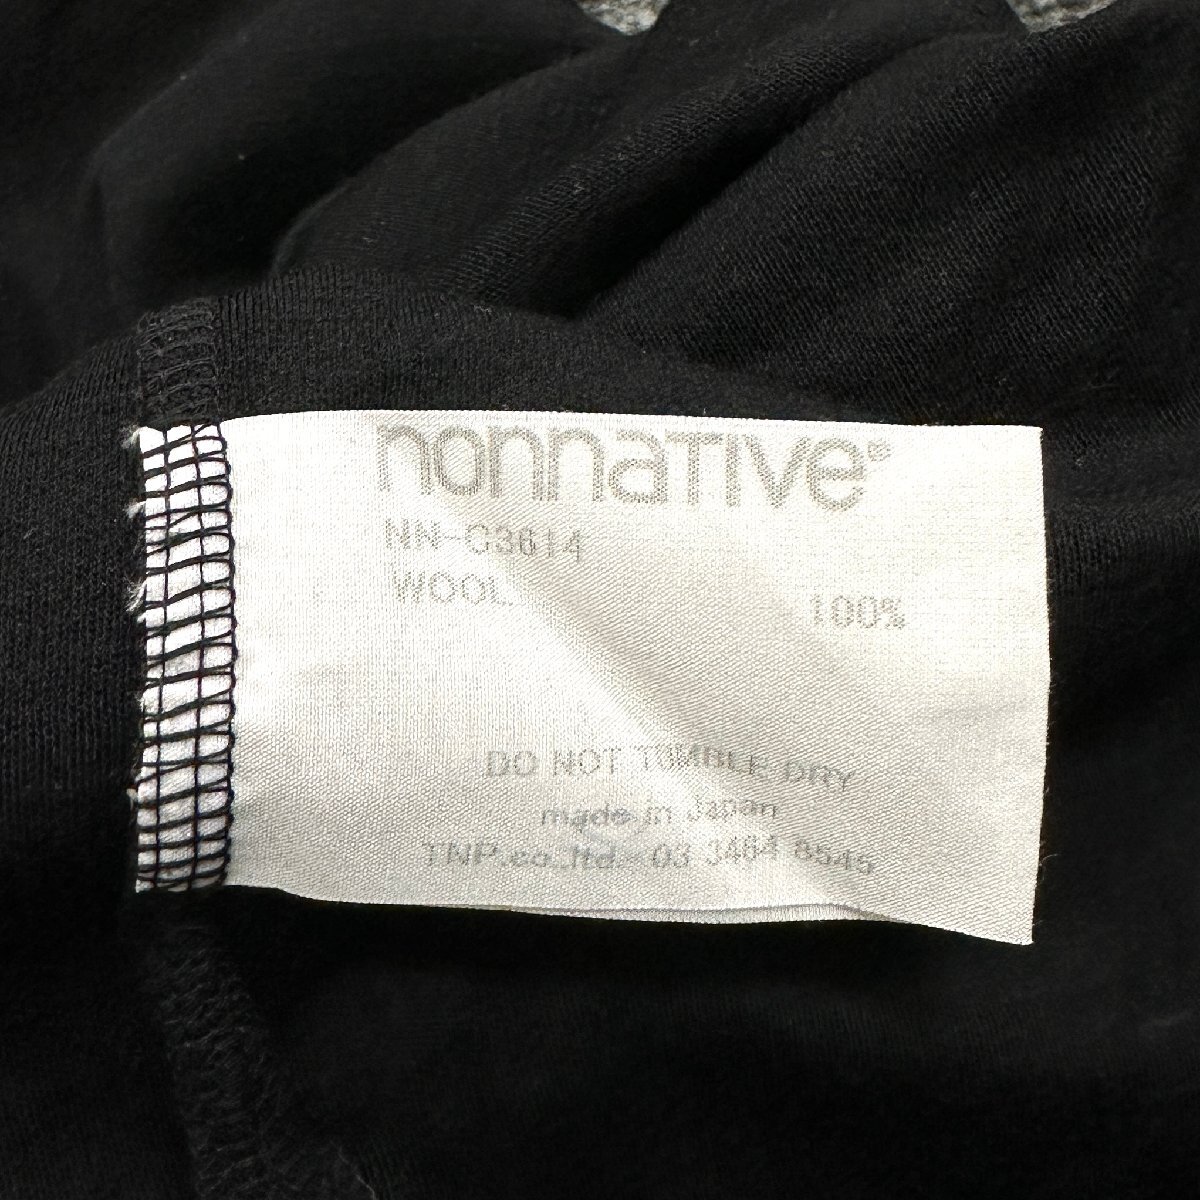 nonnative®
NN-C3614
WOOL 100%
DO NOT TUMBLE DRY
made in Japan
TNP.co.,ltd. 03 3464 8545